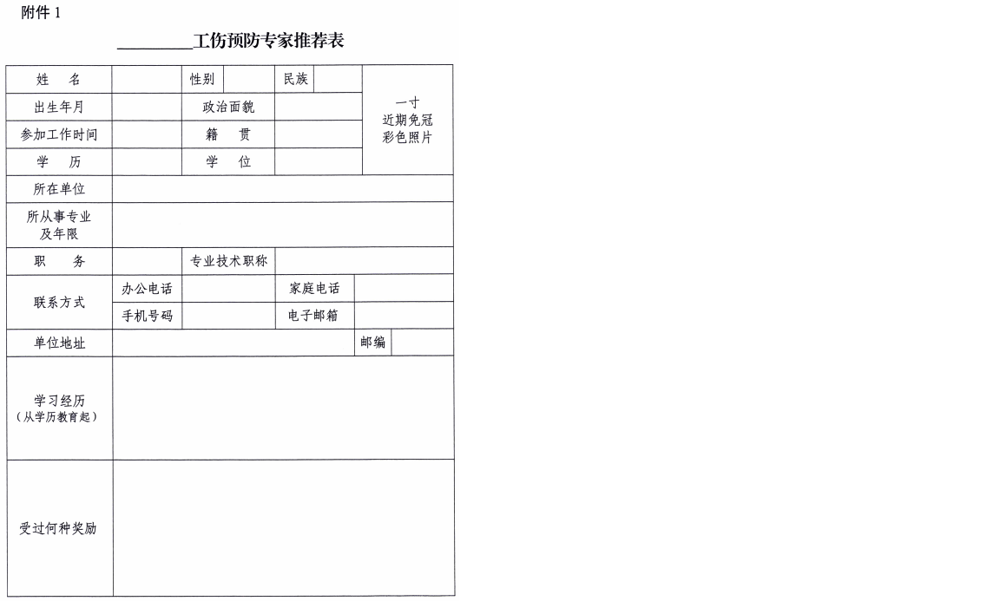 附件 1
________工伤预防专家推荐表
姓 名
性别
民族
一寸
近期免冠
彩色照片
出生年月
政治面貌
参加工作时间
籍 贯
学 历
学 位
所在单位
所从事专业
及年限
职 务
专业技术职称
联系方式
办公电话
家庭电话
手机号码
电子邮箱
单位地址
邮编
学习经历
（从学历教育起）
受过何种奖励